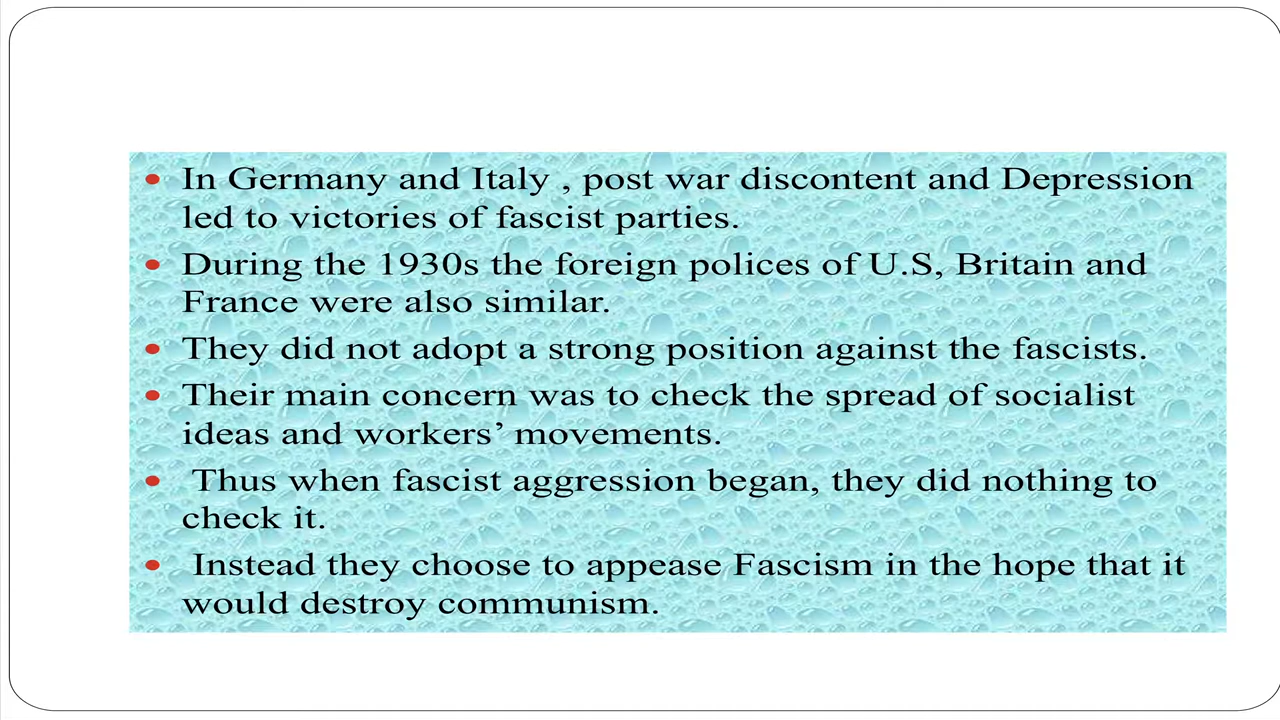 • In Germany and Italy , post war discontent and Depression
led to victories of fascist parties.
• During the 1930s the foreign polices of U.S, Britain and
France were also similar.
• They did not adopt a strong position against the fascists.
• Their main concern was to check the spread of socialist
ideas and workers’ movements.
• Thus when fascist aggression began, they did nothing to
check it.
• Instead they choose to appease Fascism in the hope that it
would destroy communism.